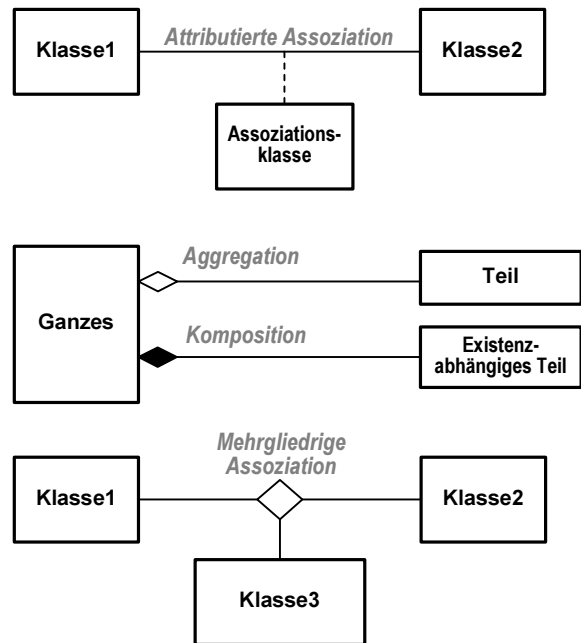 Klasse1
Attributierte Assoziation
Klasse2
Assoziations-
klasse
Ganzes
Aggregation
Teil
Komposition
Existenz-
abhängiges Teil
Mehrgliedrige
Assoziation
Klasse1
Klasse2
Klasse3